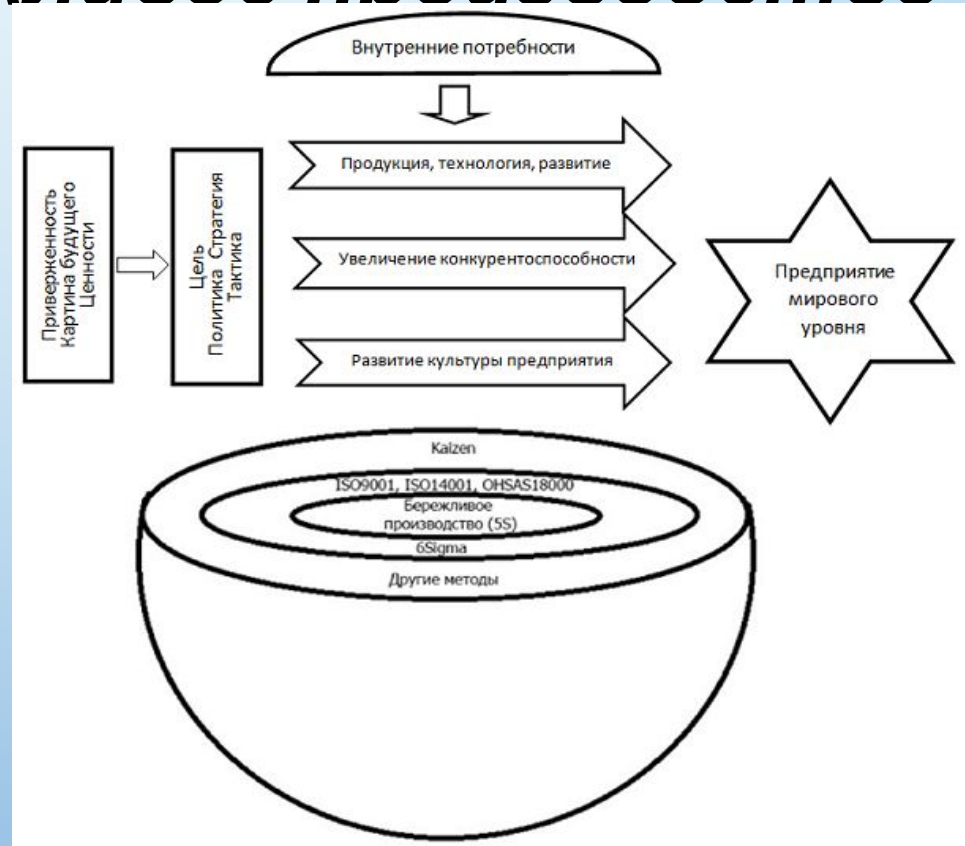 Внутренние потребности
Приверженность
Картина будущего
Ценности
Цель
Политика Стратегия
Тактика
Продукция, технология, развитие
Увеличение конкурентоспособности
Развитие культуры предприятия
Предприятие
мирового
уровня
Kaizen
ISO9001, ISO14001, OHSAS18000
Бережливое
производство (5S)
6Sigma
Другие методы